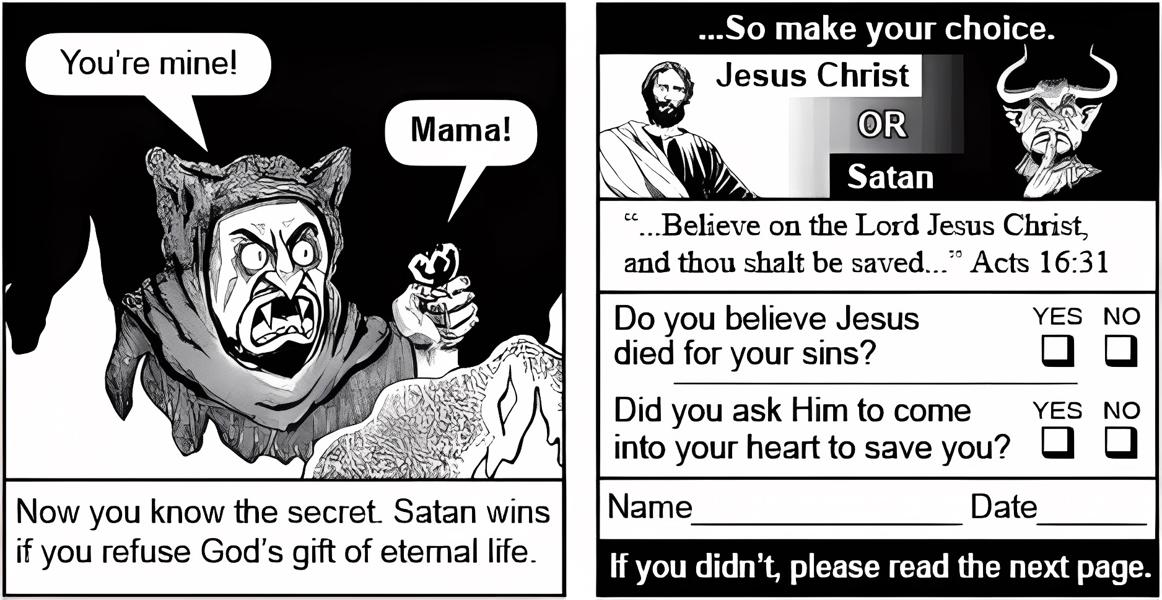 You're mine!
Mama!
Now you know the secret. Satan wins
if you refuse God's gift of eternal life.
...So make your choice.
Jesus Christ
OR
Satan
“...Believe on the Lord Jesus Christ,
and thou shalt be saved...” Acts 16:31
Do you believe Jesus
died for your sins?
YES NO
Did you ask Him to come
into your heart to save you?
YES NO
Name____________________ Date________
If you didn't, please read the next page.